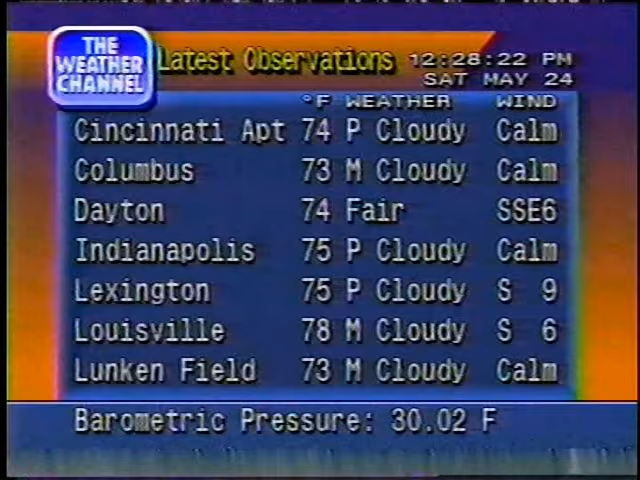 THE
WEATHER
CHANNEL
Latest Observations 12:28:22 PM
SAT MAY 24
°F WEATHER WIND
Cincinnati Apt 74 P Cloudy Calm
Columbus 73 M Cloudy Calm
Dayton 74 Fair SSE6
Indianapolis 75 P Cloudy Calm
Lexington 75 P Cloudy S 9
Louisville 78 M Cloudy S 6
Lunken Field 73 M Cloudy Calm
Barometric Pressure: 30.02 F